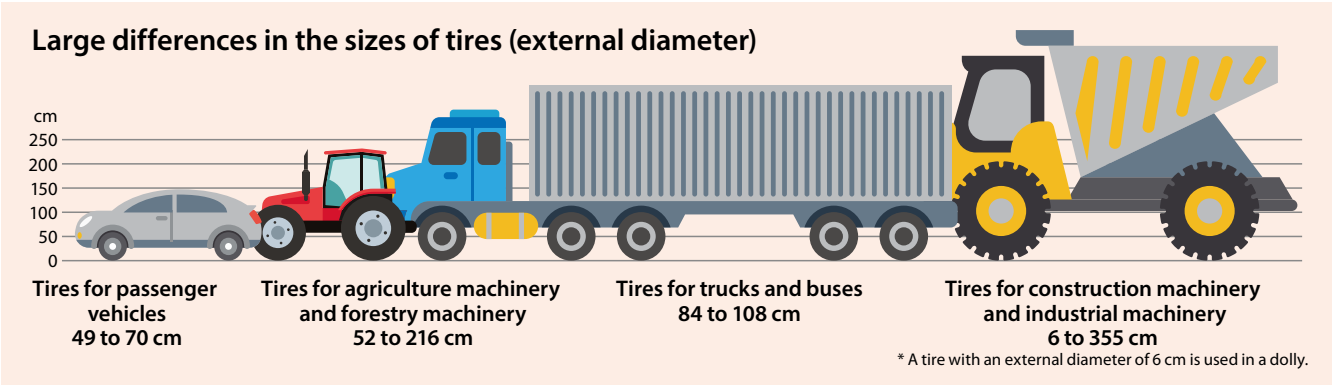 Large differences in the sizes of tires (external diameter)
cm
250
200
150
100
50
0
Tires for passenger
vehicles
49 to 70 cm
Tires for agriculture machinery
and forestry machinery
52 to 216 cm
Tires for trucks and buses
84 to 108 cm
Tires for construction machinery
and industrial machinery
6 to 355 cm
* A tire with an external diameter of 6 cm is used in a dolly.